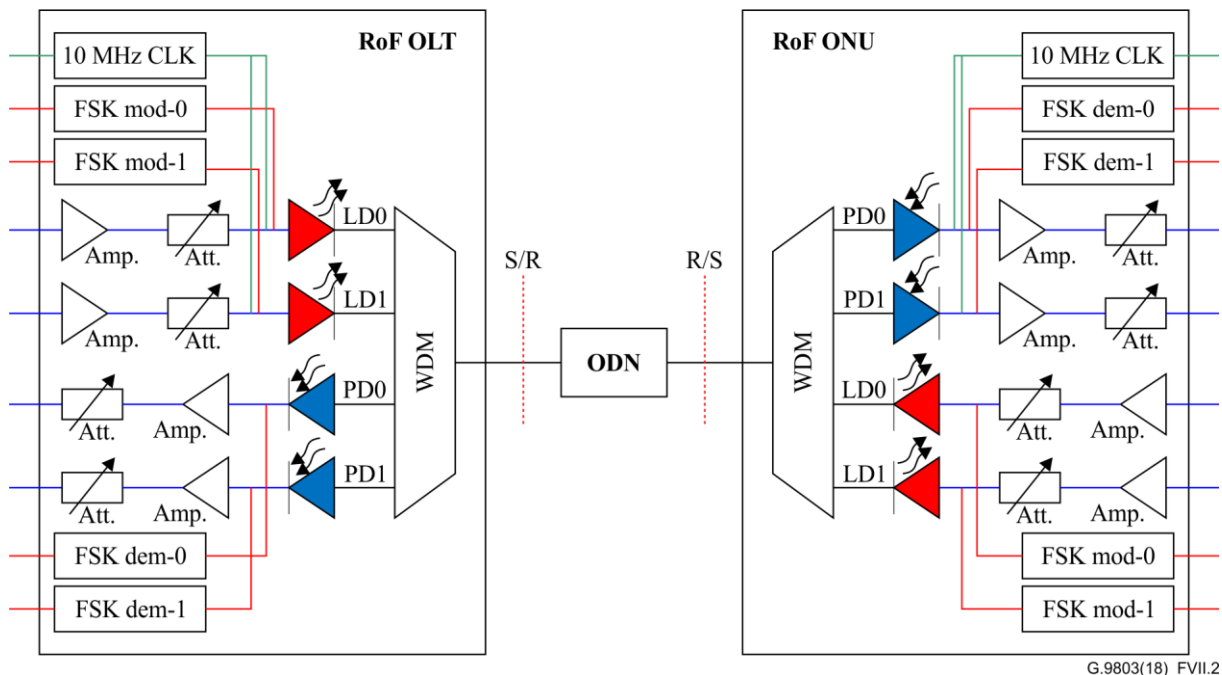 RoF OLT
10 MHz CLK
FSK mod-0
FSK mod-1
Amp.
Att.
LD0
Amp.
Att.
LD1
Att.
Amp.
PD0
Att.
Amp.
PD1
FSK dem-0
FSK dem-1
WDM
S/R
ODN
R/S
RoF ONU
10 MHz CLK
FSK dem-0
FSK dem-1
WDM
PD0
Amp.
Att.
PD1
Amp.
Att.
LD0
Att.
Amp.
LD1
Att.
Amp.
FSK mod-0
FSK mod-1
G.9803(18)_FVII.2